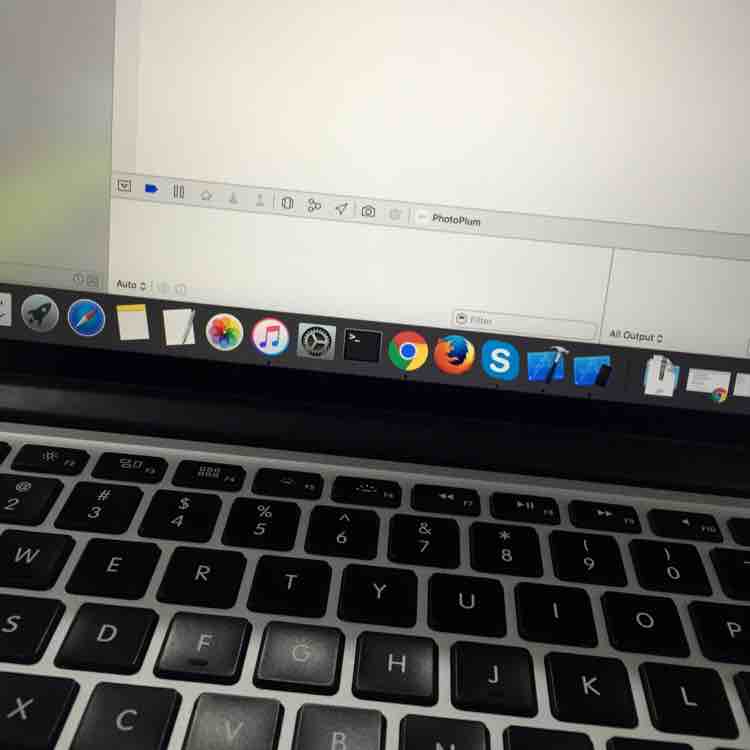 PhotoPlum
Auto
Filter
All Output
>_
S
F2 F3 F4 F5 F6 F7 F8 F9 F10
@ # $ % ^ & * ( )
2 3 4 5 6 7 8 9 0
W E R T Y U I O P
S D F G H J K L
X C V B N